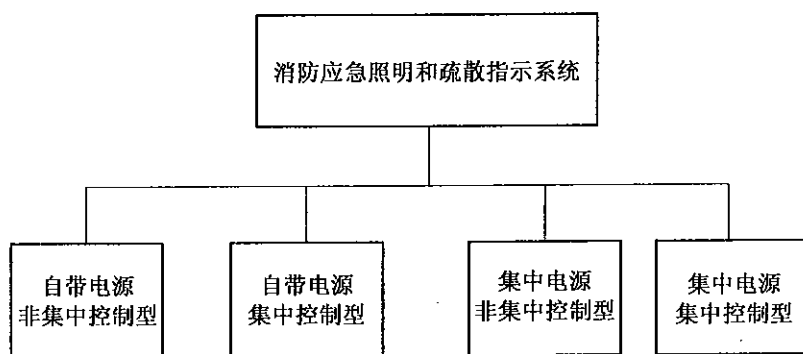 消防应急照明和疏散指示系统
自带电源
非集中控制型
自带电源
集中控制型
集中电源
非集中控制型
集中电源
集中控制型